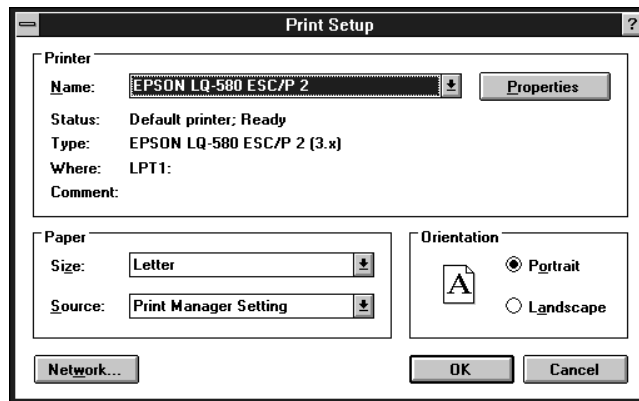 Print Setup
?
Printer
Name: EPSON LQ-580 ESC/P 2
Properties
Status: Default printer; Ready
Type: EPSON LQ-580 ESC/P 2 (3.x)
Where: LPT1:
Comment:
Paper
Size: Letter
Source: Print Manager Setting
Orientation
A
Portrait
Landscape
Network...
OK
Cancel